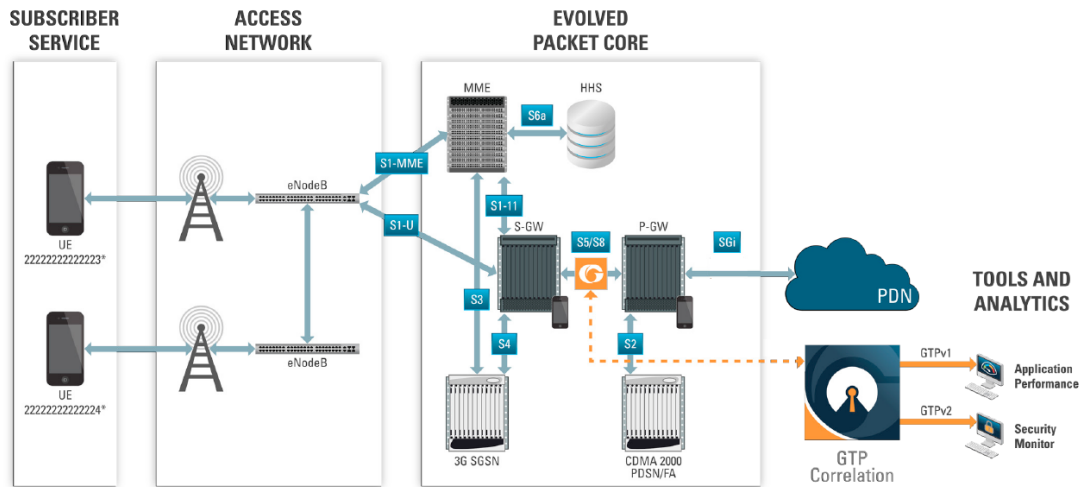 SUBSCRIBER
SERVICE
ACCESS
NETWORK
EVOLVED
PACKET CORE
MME
HHS
S6a
S1-MME
eNodeB
S1-11
S1-U
S-GW
P-GW
UE
22222222222223*
S5/S8
G
SGi
PDN
TOOLS AND
ANALYTICS
S3
S4
S2
eNodeB
UE
22222222222224*
GTPv1
Application
Performance
GTPv2
Security
Monitor
3G SGSN
CDMA 2000
PDSN/FA
GTP
Correlation